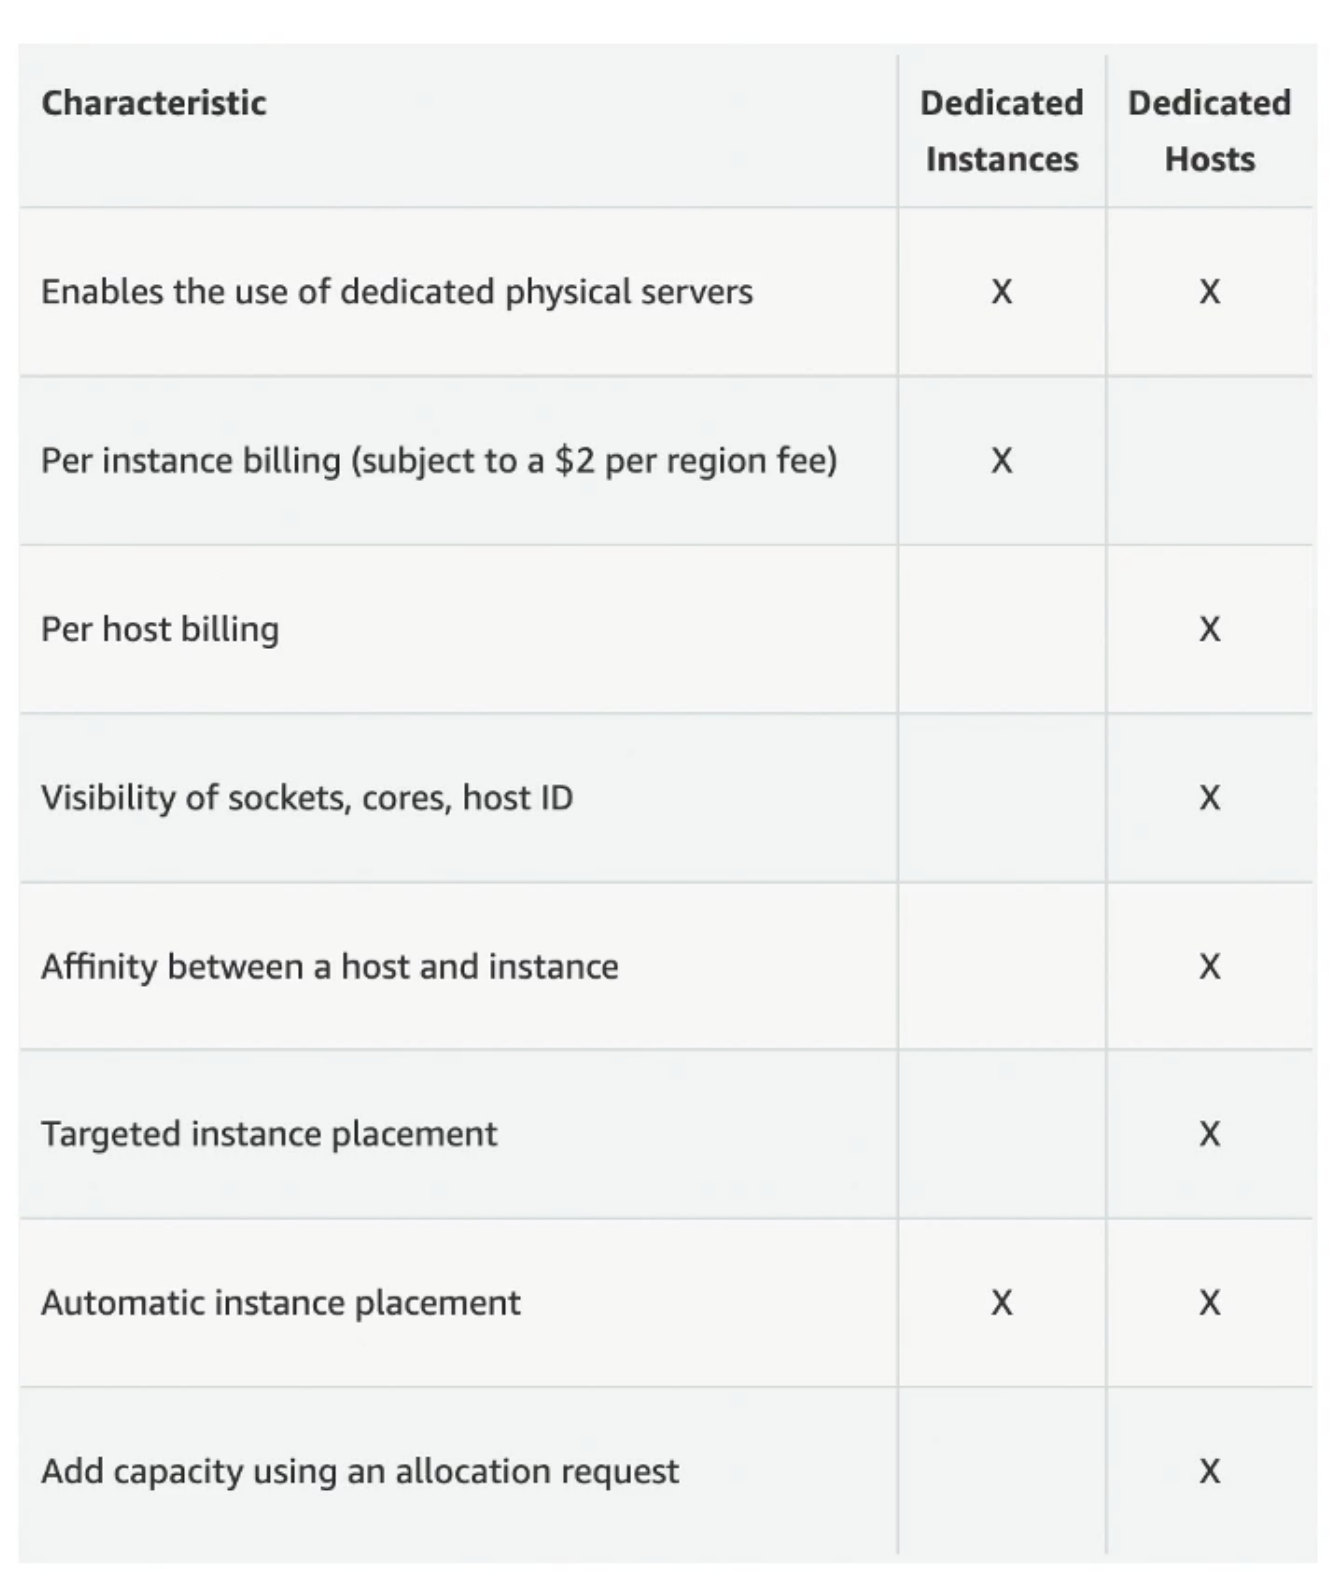 Characteristic Dedicated Instances Dedicated Hosts
Enables the use of dedicated physical servers X X
Per instance billing (subject to a $2 per region fee) X
Per host billing X
Visibility of sockets, cores, host ID X
Affinity between a host and instance X
Targeted instance placement X
Automatic instance placement X X
Add capacity using an allocation request X